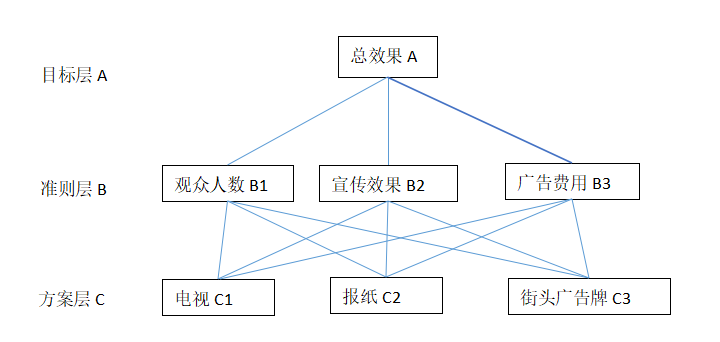 总效果 A
目标层 A
准则层 B
观众人数 B1
宣传效果 B2
广告费用 B3
方案层 C
电视 C1
报纸 C2
街头广告牌 C3